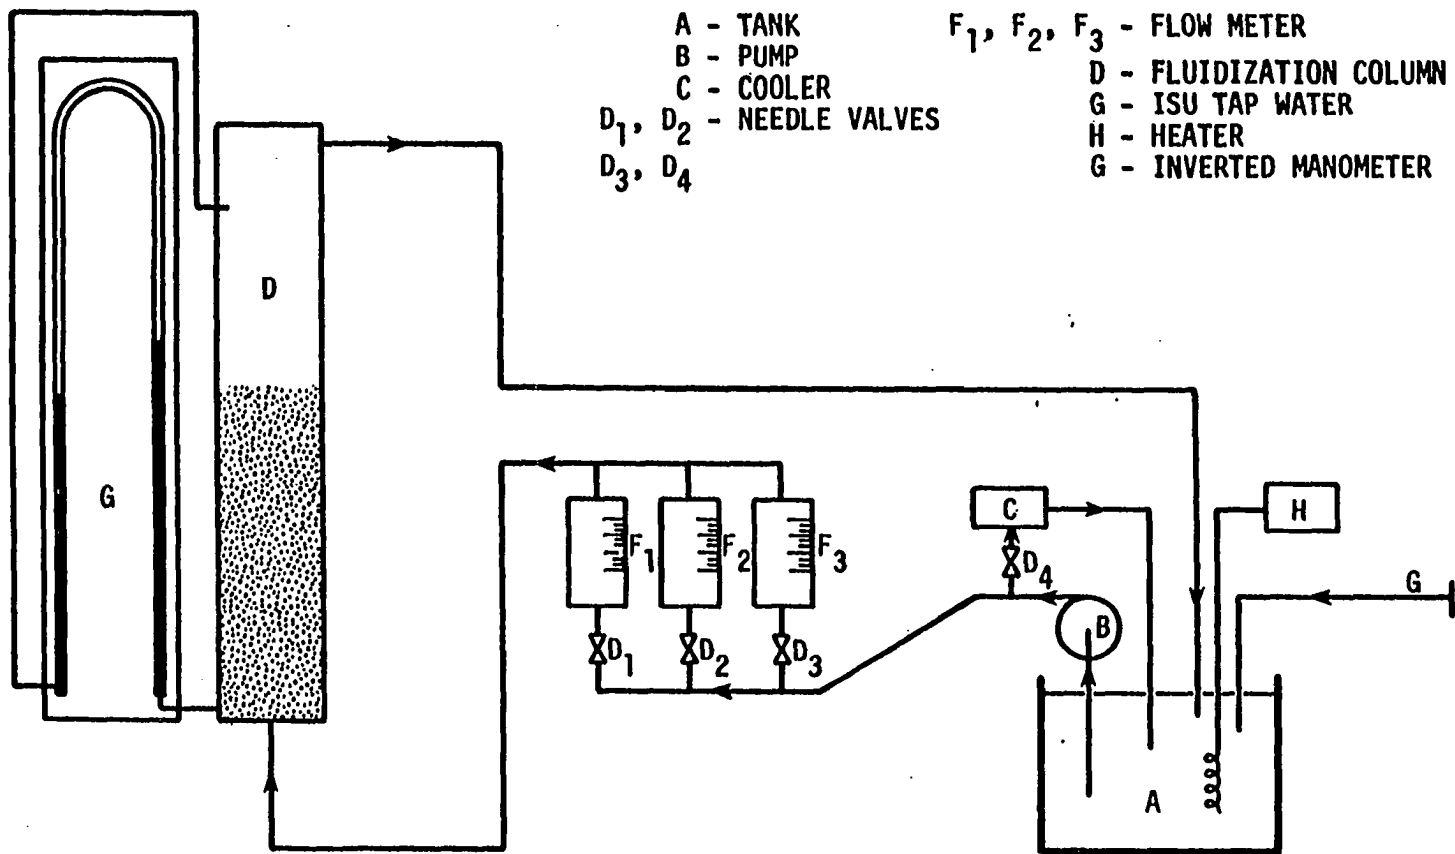 A - TANK
B - PUMP
C - COOLER
D1, D2 - NEEDLE VALVES
D3, D4
F1, F2, F3 - FLOW METER
D - FLUIDIZATION COLUMN
G - ISU TAP WATER
H - HEATER
G - INVERTED MANOMETER
D
G
C
H
F1
F2
F3
D4
G
B
D1
D2
D3
A